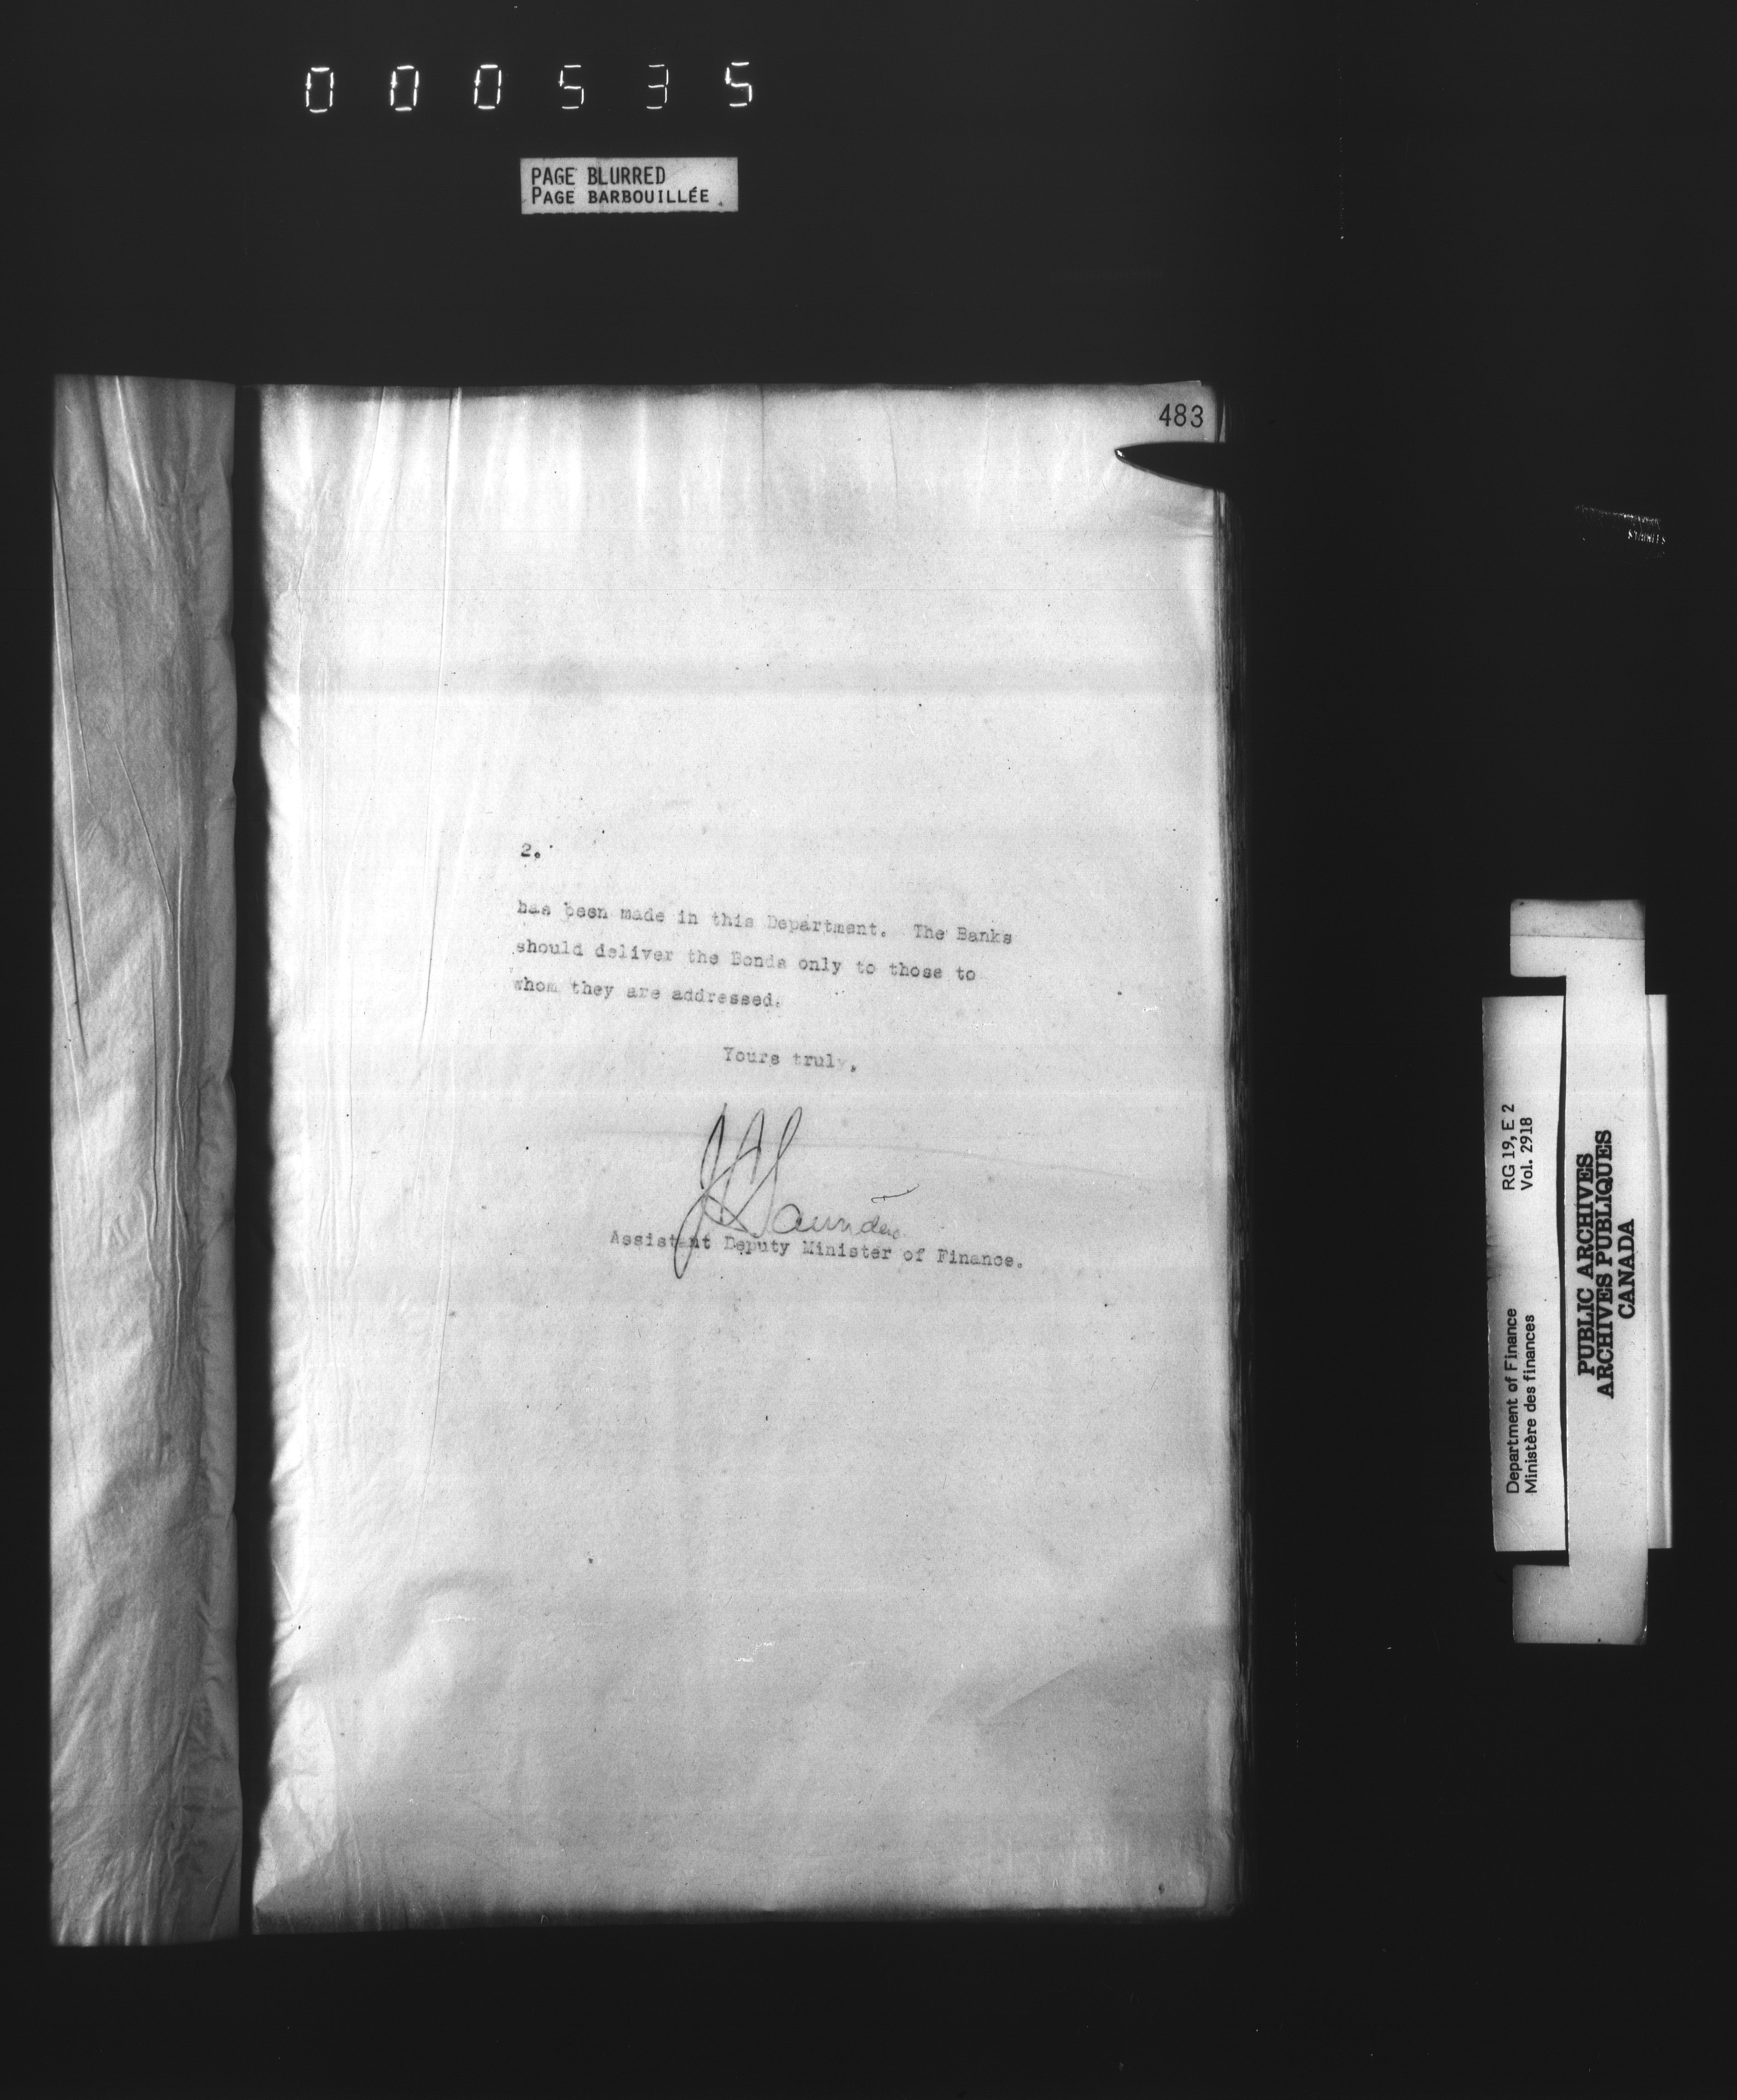 000535
PAGE BLURRED
PAGE BARBOUILLÉE
483
2.
has been made in this Department. The Banks
should deliver the Bonds only to those to
whom they are addressed.
Yours truly,
J C Saunders
Assistant Deputy Minister of Finance.
RG 19, E 2
Vol. 2918
Department of Finance
Ministère des finances
PUBLIC ARCHIVES
ARCHIVES PUBLIQUES
CANADA